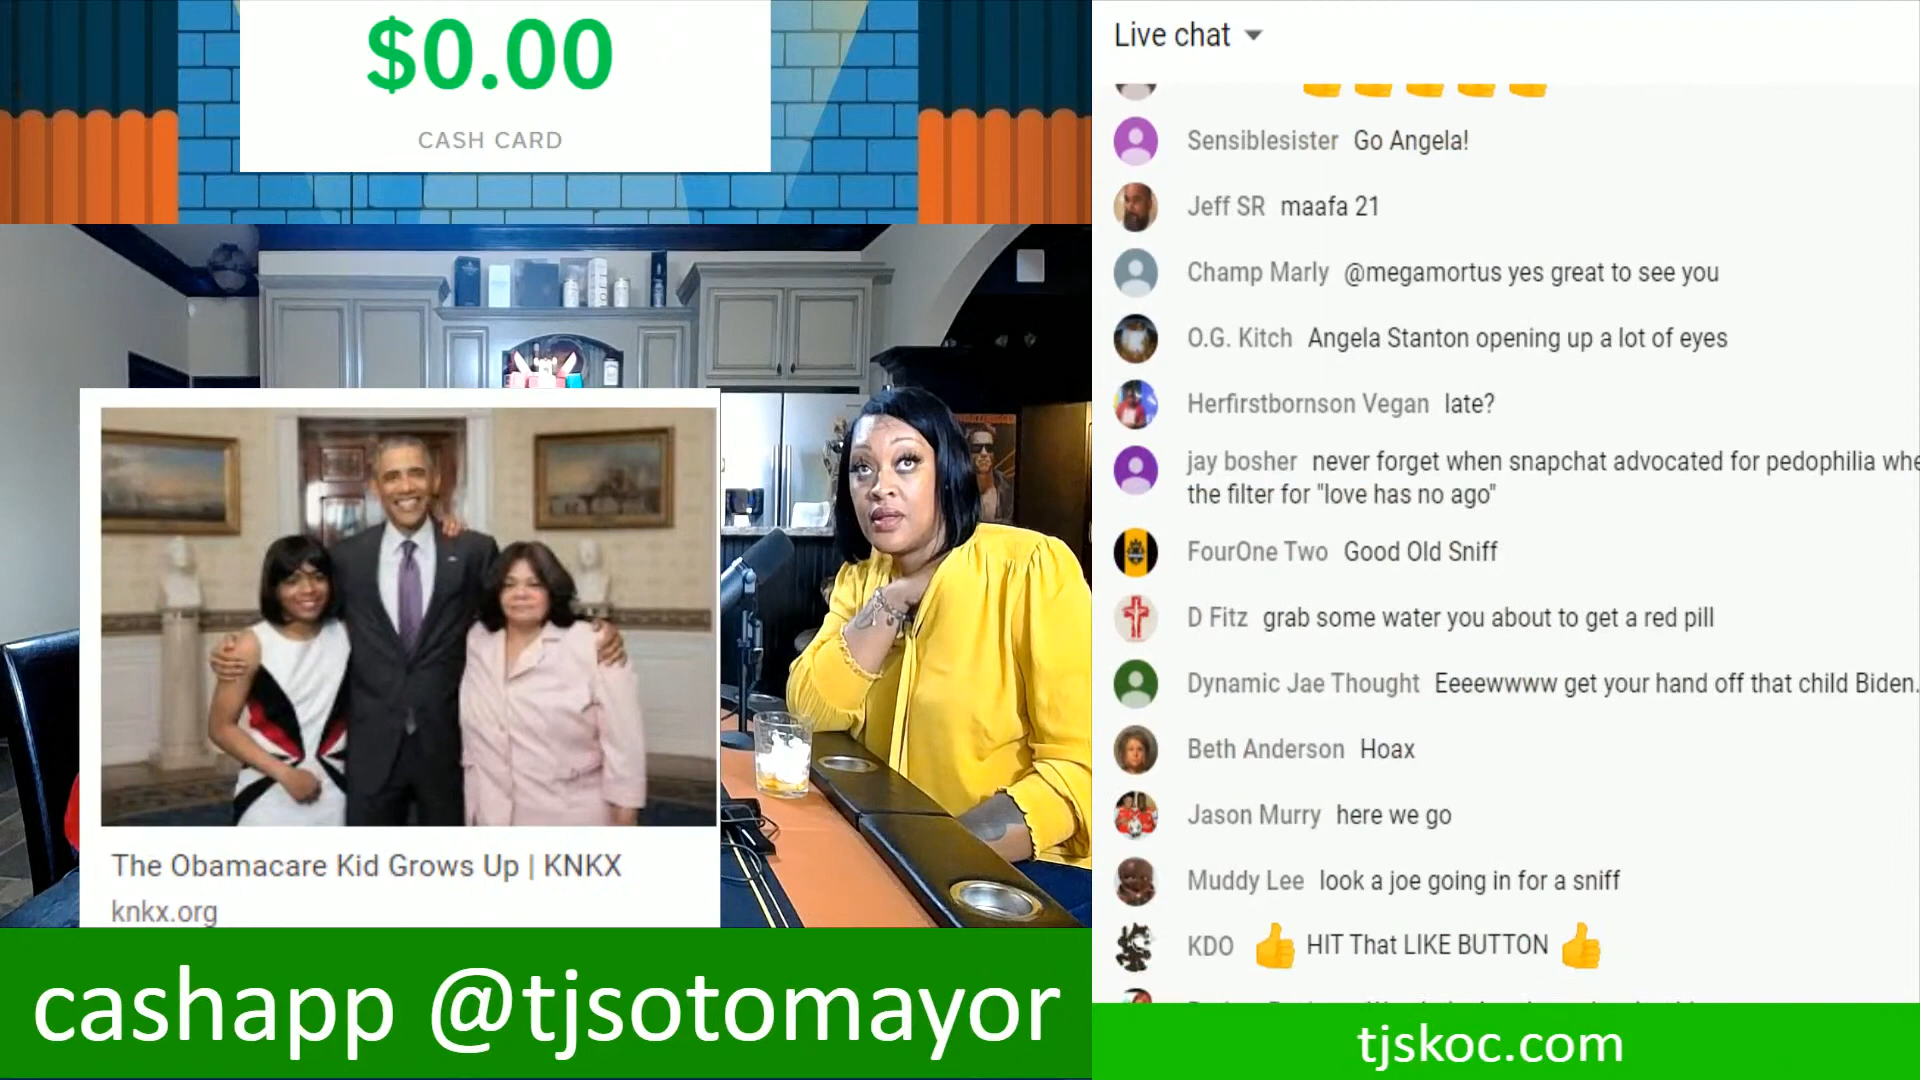 $0.00
CASH CARD
The Obamacare Kid Grows Up | KNKX
knkx.org
cashapp @tjsotomayor
Live chat
Sensiblesister Go Angela!
Jeff SR maafa 21
Champ Marly @megamortus yes great to see you
O.G. Kitch Angela Stanton opening up a lot of eyes
Herfirstbornson Vegan late?
jay bosher never forget when snapchat advocated for pedophilia whe
the filter for "love has no ago"
FourOne Two Good Old Sniff
D Fitz grab some water you about to get a red pill
Dynamic Jae Thought Eeeewwww get your hand off that child Biden.
Beth Anderson Hoax
Jason Murry here we go
Muddy Lee look a joe going in for a sniff
KDO 👍 HIT That LIKE BUTTON 👍
tjskoc.com